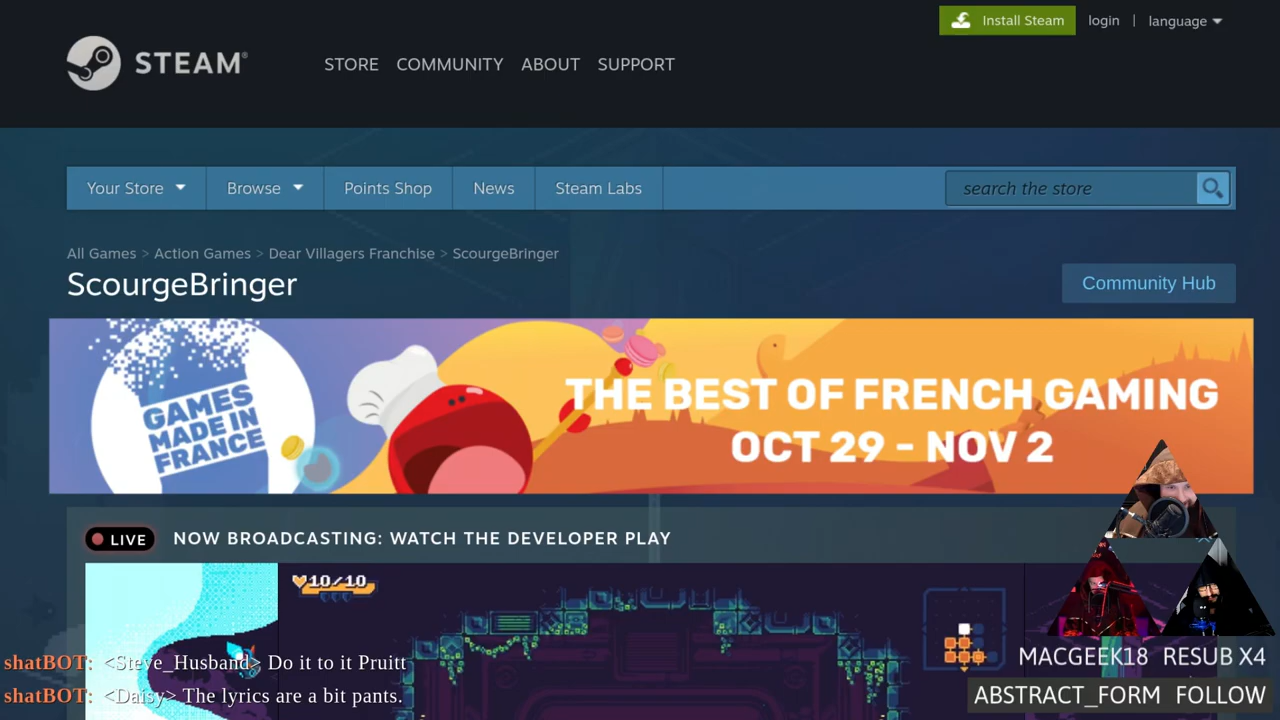 Install Steam login | language
STEAM®
STORE COMMUNITY ABOUT SUPPORT
Your Store Browse Points Shop News Steam Labs search the store
All Games > Action Games > Dear Villagers Franchise > ScourgeBringer
ScourgeBringer
Community Hub
GAMES
MADE IN
FRANCE
THE BEST OF FRENCH GAMING
OCT 29 - NOV 2
LIVE NOW BROADCASTING: WATCH THE DEVELOPER PLAY
10/10
shatBOT: <Steve_Husband> Do it to it Pruitt
shatBOT: <Daisy> The lyrics are a bit pants.
MACGEEK18 RESUB X4
ABSTRACT_FORM FOLLOW